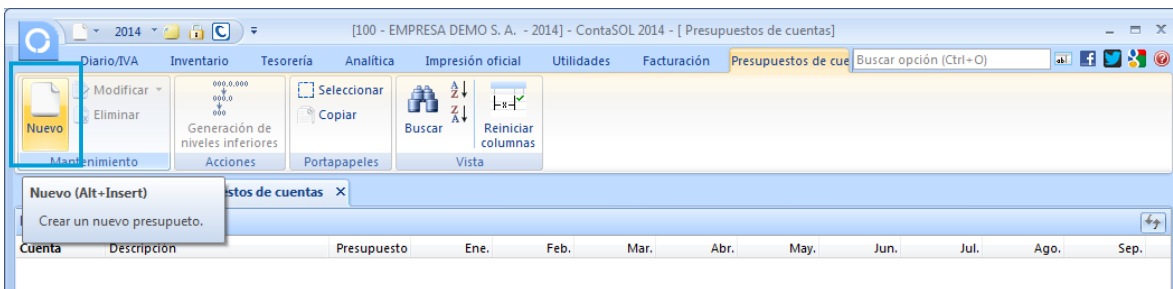 2014 [100 - EMPRESA DEMO S. A. - 2014] - ContaSOL 2014 - [ Presupuestos de cuentas]
Diario/IVA Inventario Tesorería Analítica Impresión oficial Utilidades Facturación Presupuestos de cue Buscar opción (Ctrl+O)
Nuevo
Modificar
Eliminar
Mantenimiento
000,0.000
000,0
000
Generación de
niveles inferiores
Acciones
Seleccionar
Copiar
Portapapeles
Buscar
Reiniciar
columnas
Vista
Nuevo (Alt+Insert)
Crear un nuevo presupueto.
stos de cuentas X
Cuenta Descripción Presupuesto Ene. Feb. Mar. Abr. May. Jun. Jul. Ago. Sep.